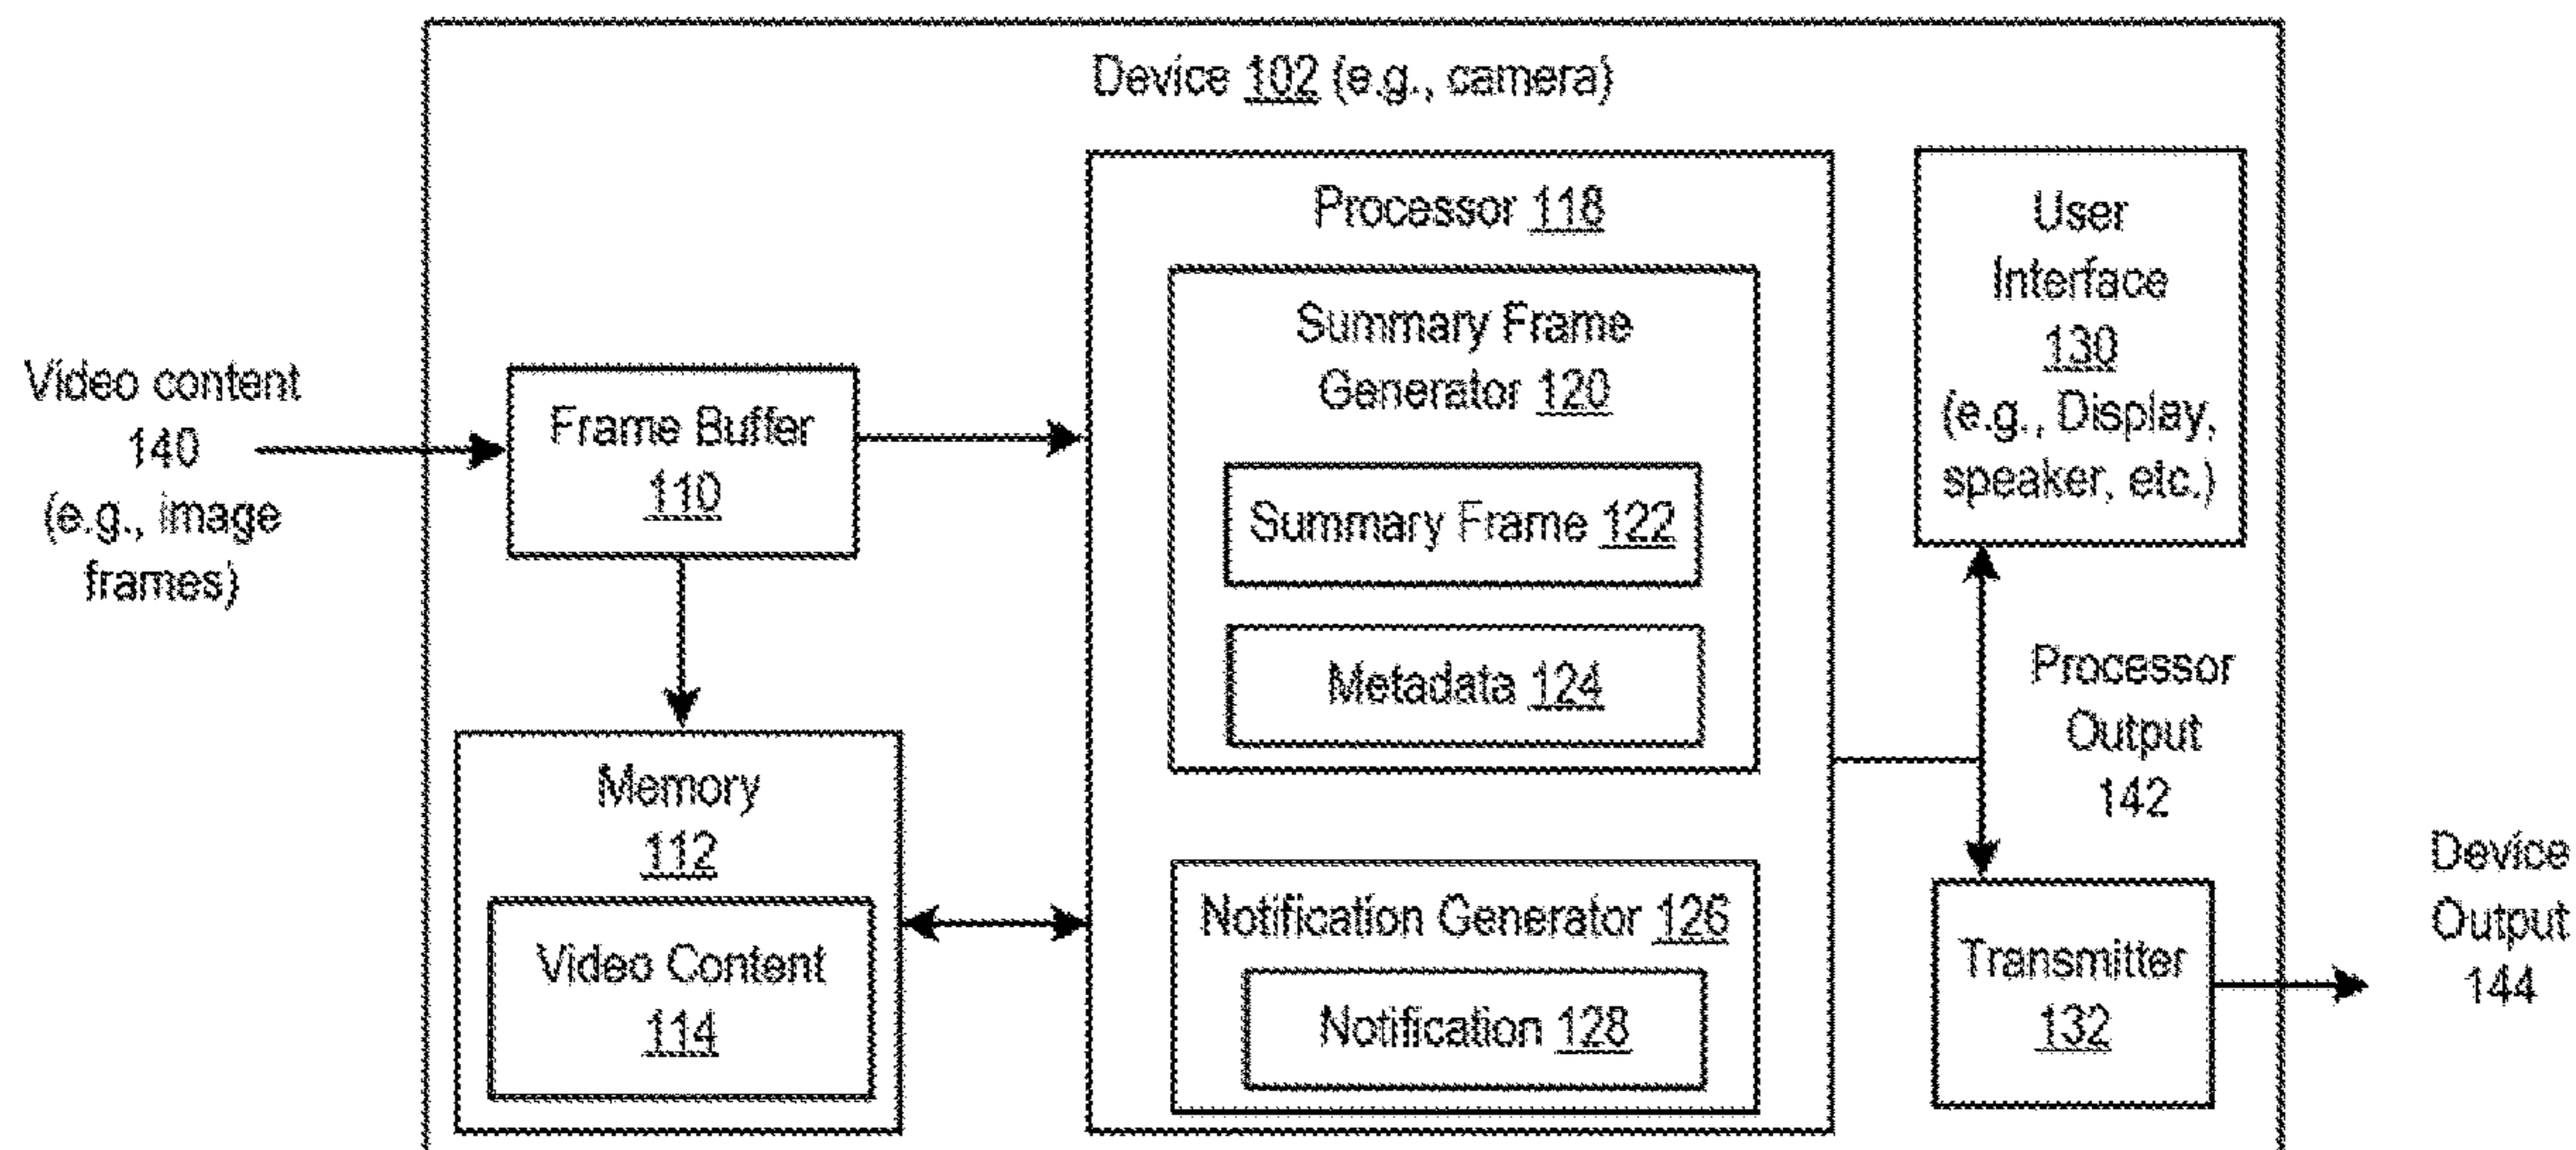 Device 102 (e.g., camera)
Video content
140
(e.g., image
frames)
Frame Buffer
110
Memory
112
Video Content
114
Processor 118
Summary Frame
Generator 120
Summary Frame 122
Metadata 124
Notification Generator 126
Notification 128
User
Interface
130
(e.g., Display,
speaker, etc.)
Processor
Output
142
Transmitter
132
Device
Output
144